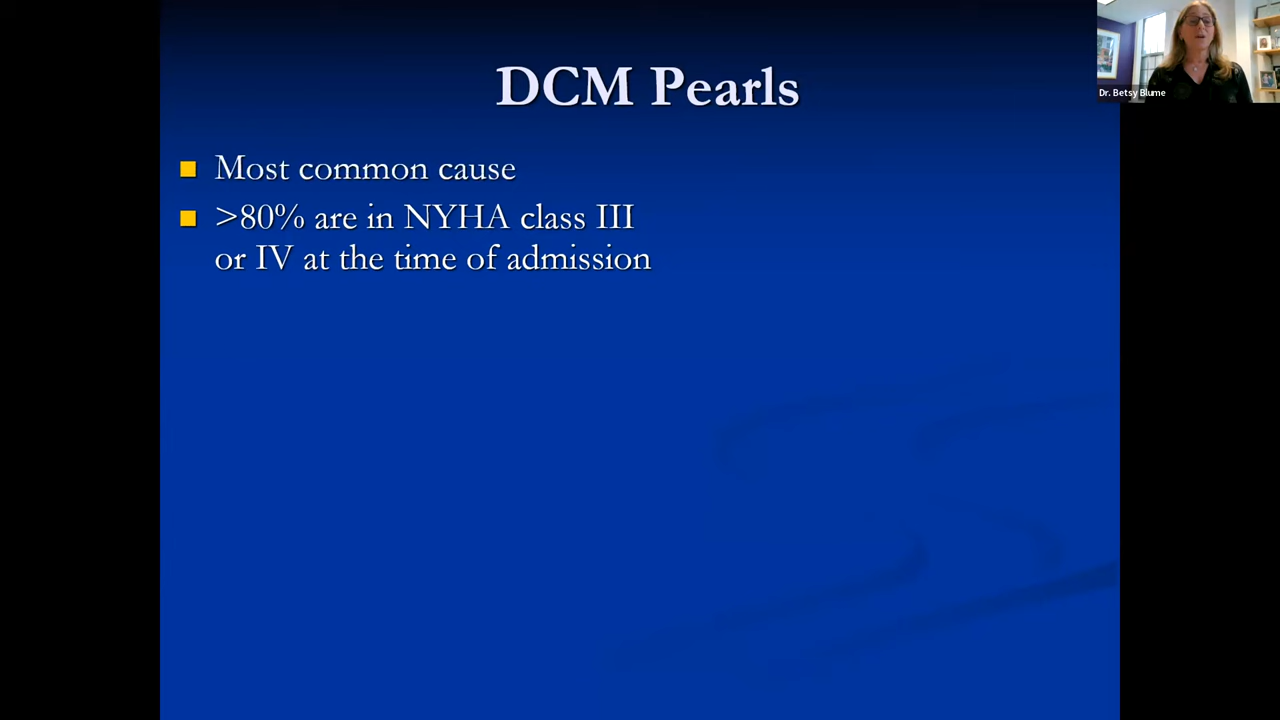 DCM Pearls
Most common cause
>80% are in NYHA class III
or IV at the time of admission
Dr. Betsy Blume